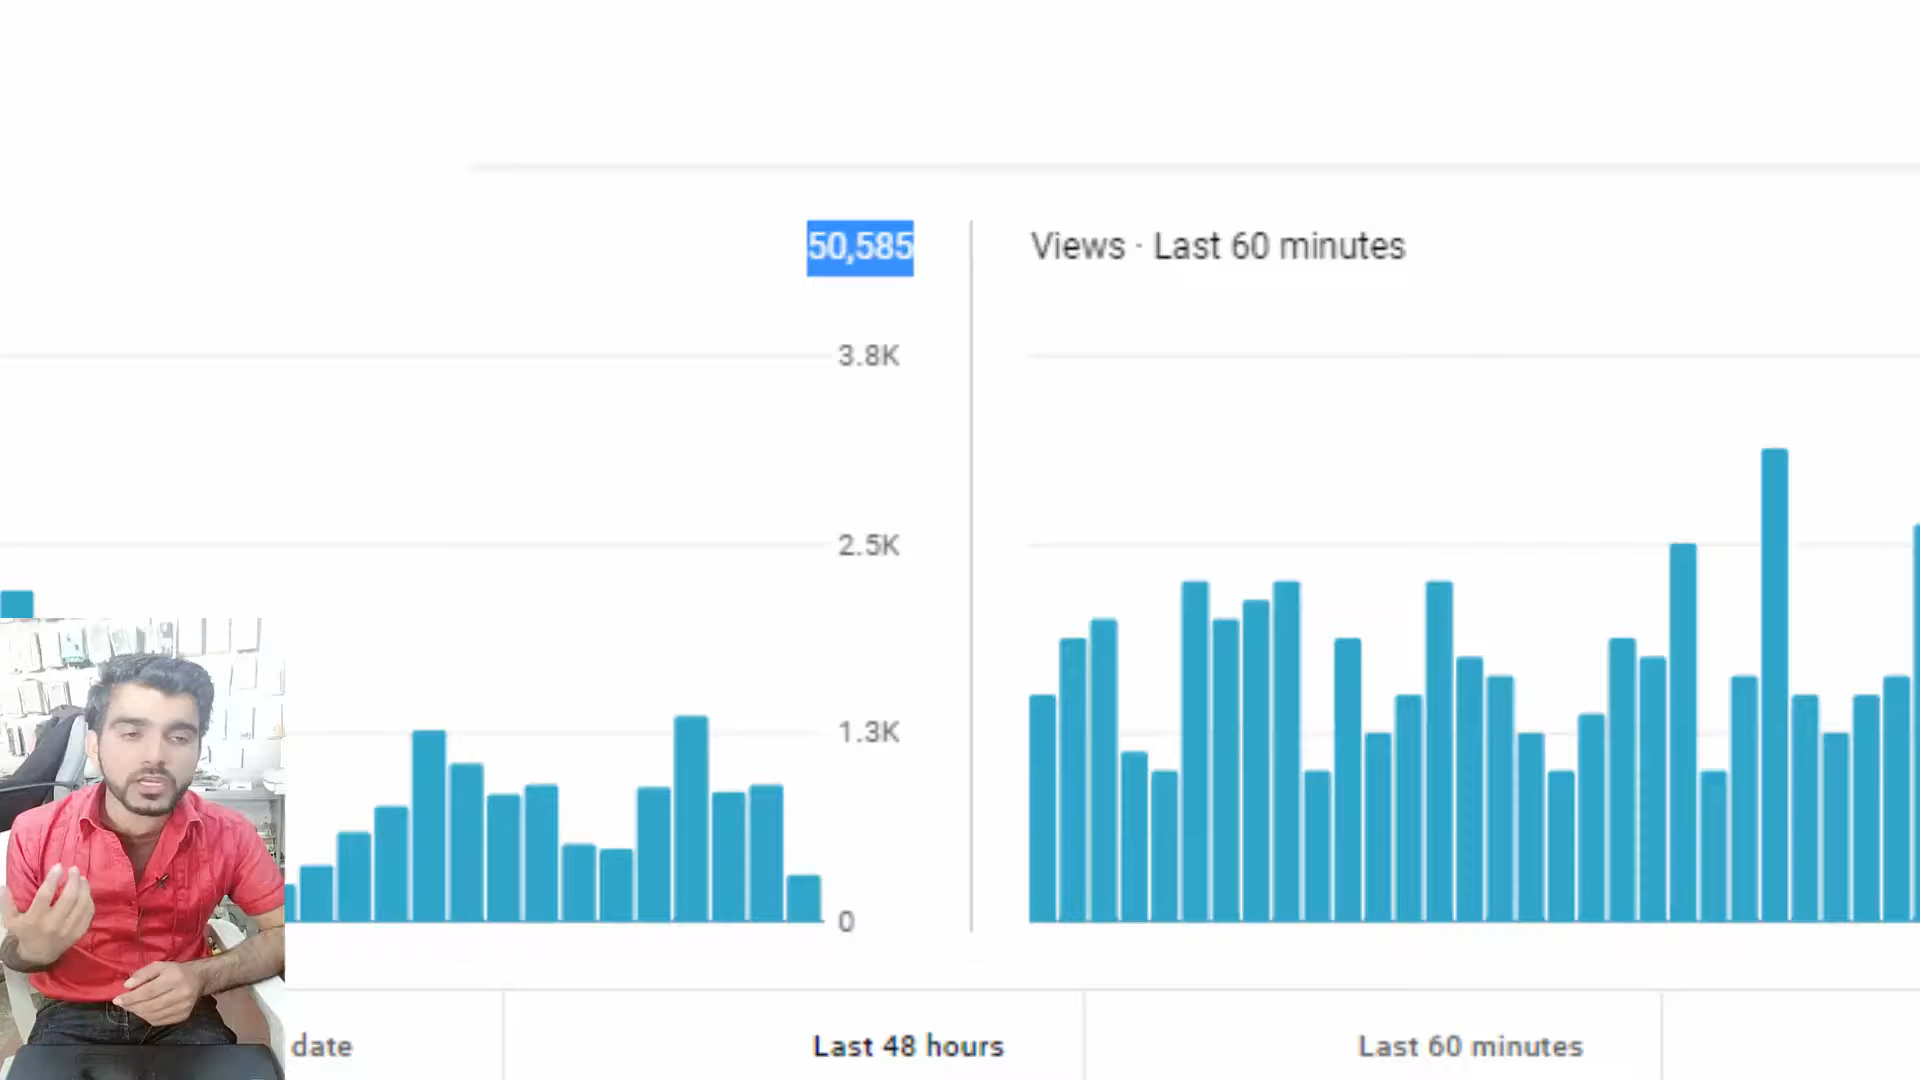 50,585
Views · Last 60 minutes
3.8K
2.5K
1.3K
0
date
Last 48 hours
Last 60 minutes